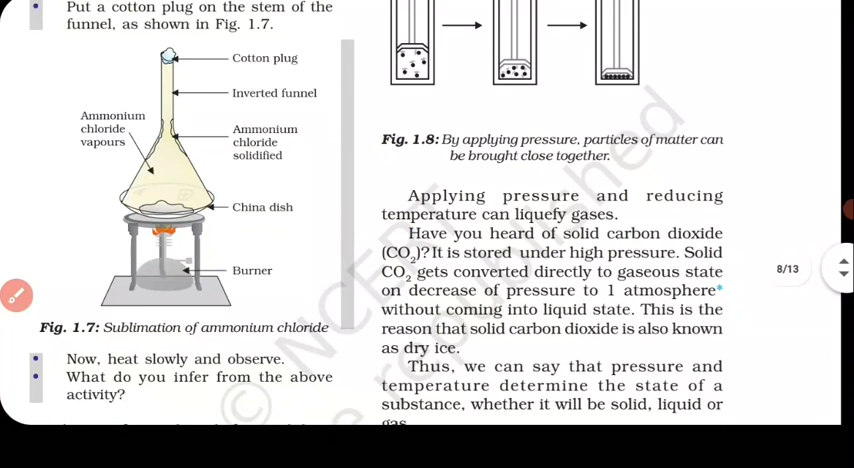 Put a cotton plug on the stem of the
funnel, as shown in Fig. 1.7.
Cotton plug
Inverted funnel
Ammonium
chloride
vapours
Ammonium
chloride
solidified
China dish
Burner
Fig. 1.7: Sublimation of ammonium chloride
Now, heat slowly and observe.
What do you infer from the above
activity?
Fig. 1.8: By applying pressure, particles of matter can
be brought close together.
Applying pressure and reducing
temperature can liquefy gases.
Have you heard of solid carbon dioxide
(CO₂)? It is stored under high pressure. Solid
CO₂ gets converted directly to gaseous state
on decrease of pressure to 1 atmosphere*
without coming into liquid state. This is the
reason that solid carbon dioxide is also known
as dry ice.
Thus, we can say that pressure and
temperature determine the state of a
substance, whether it will be solid, liquid or
gas.
8/13
© NCERT
be republished